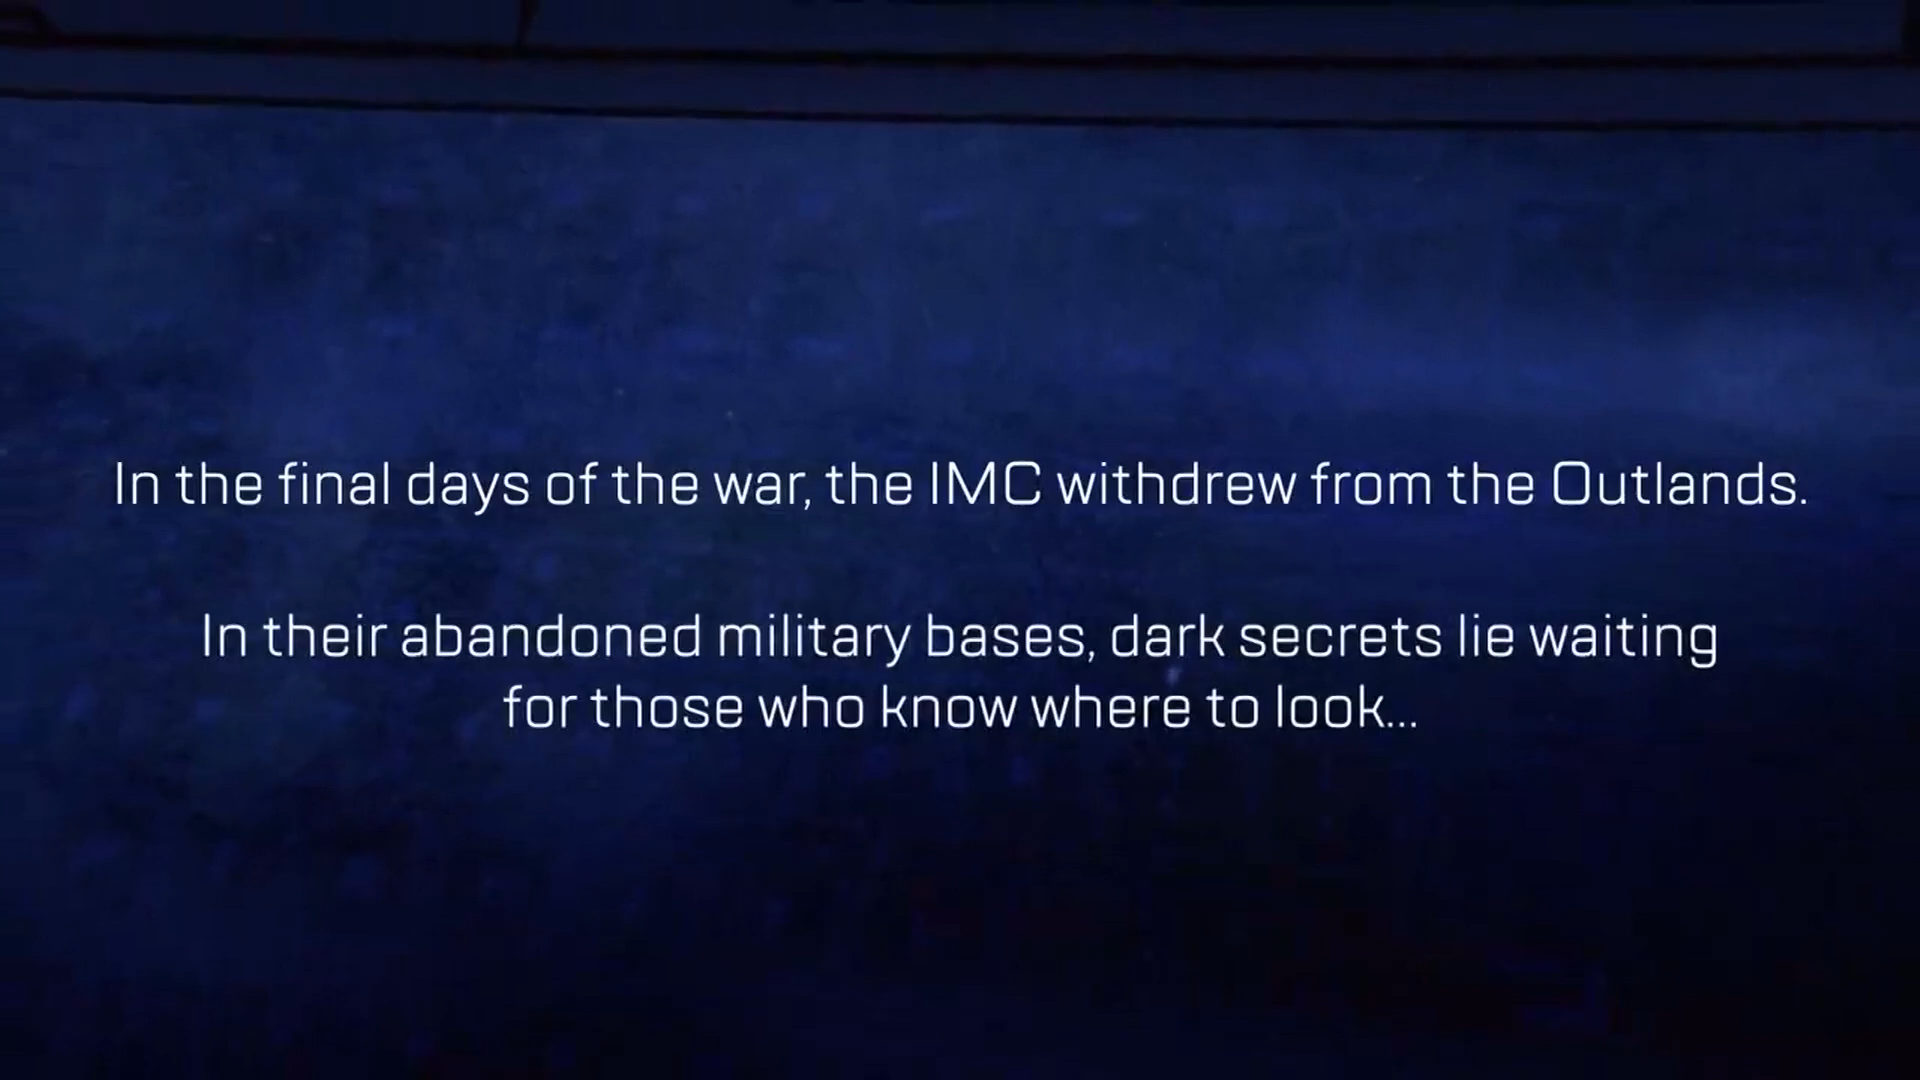 In the final days of the war, the IMC withdrew from the Outlands.
In their abandoned military bases, dark secrets lie waiting
for those who know where to look...